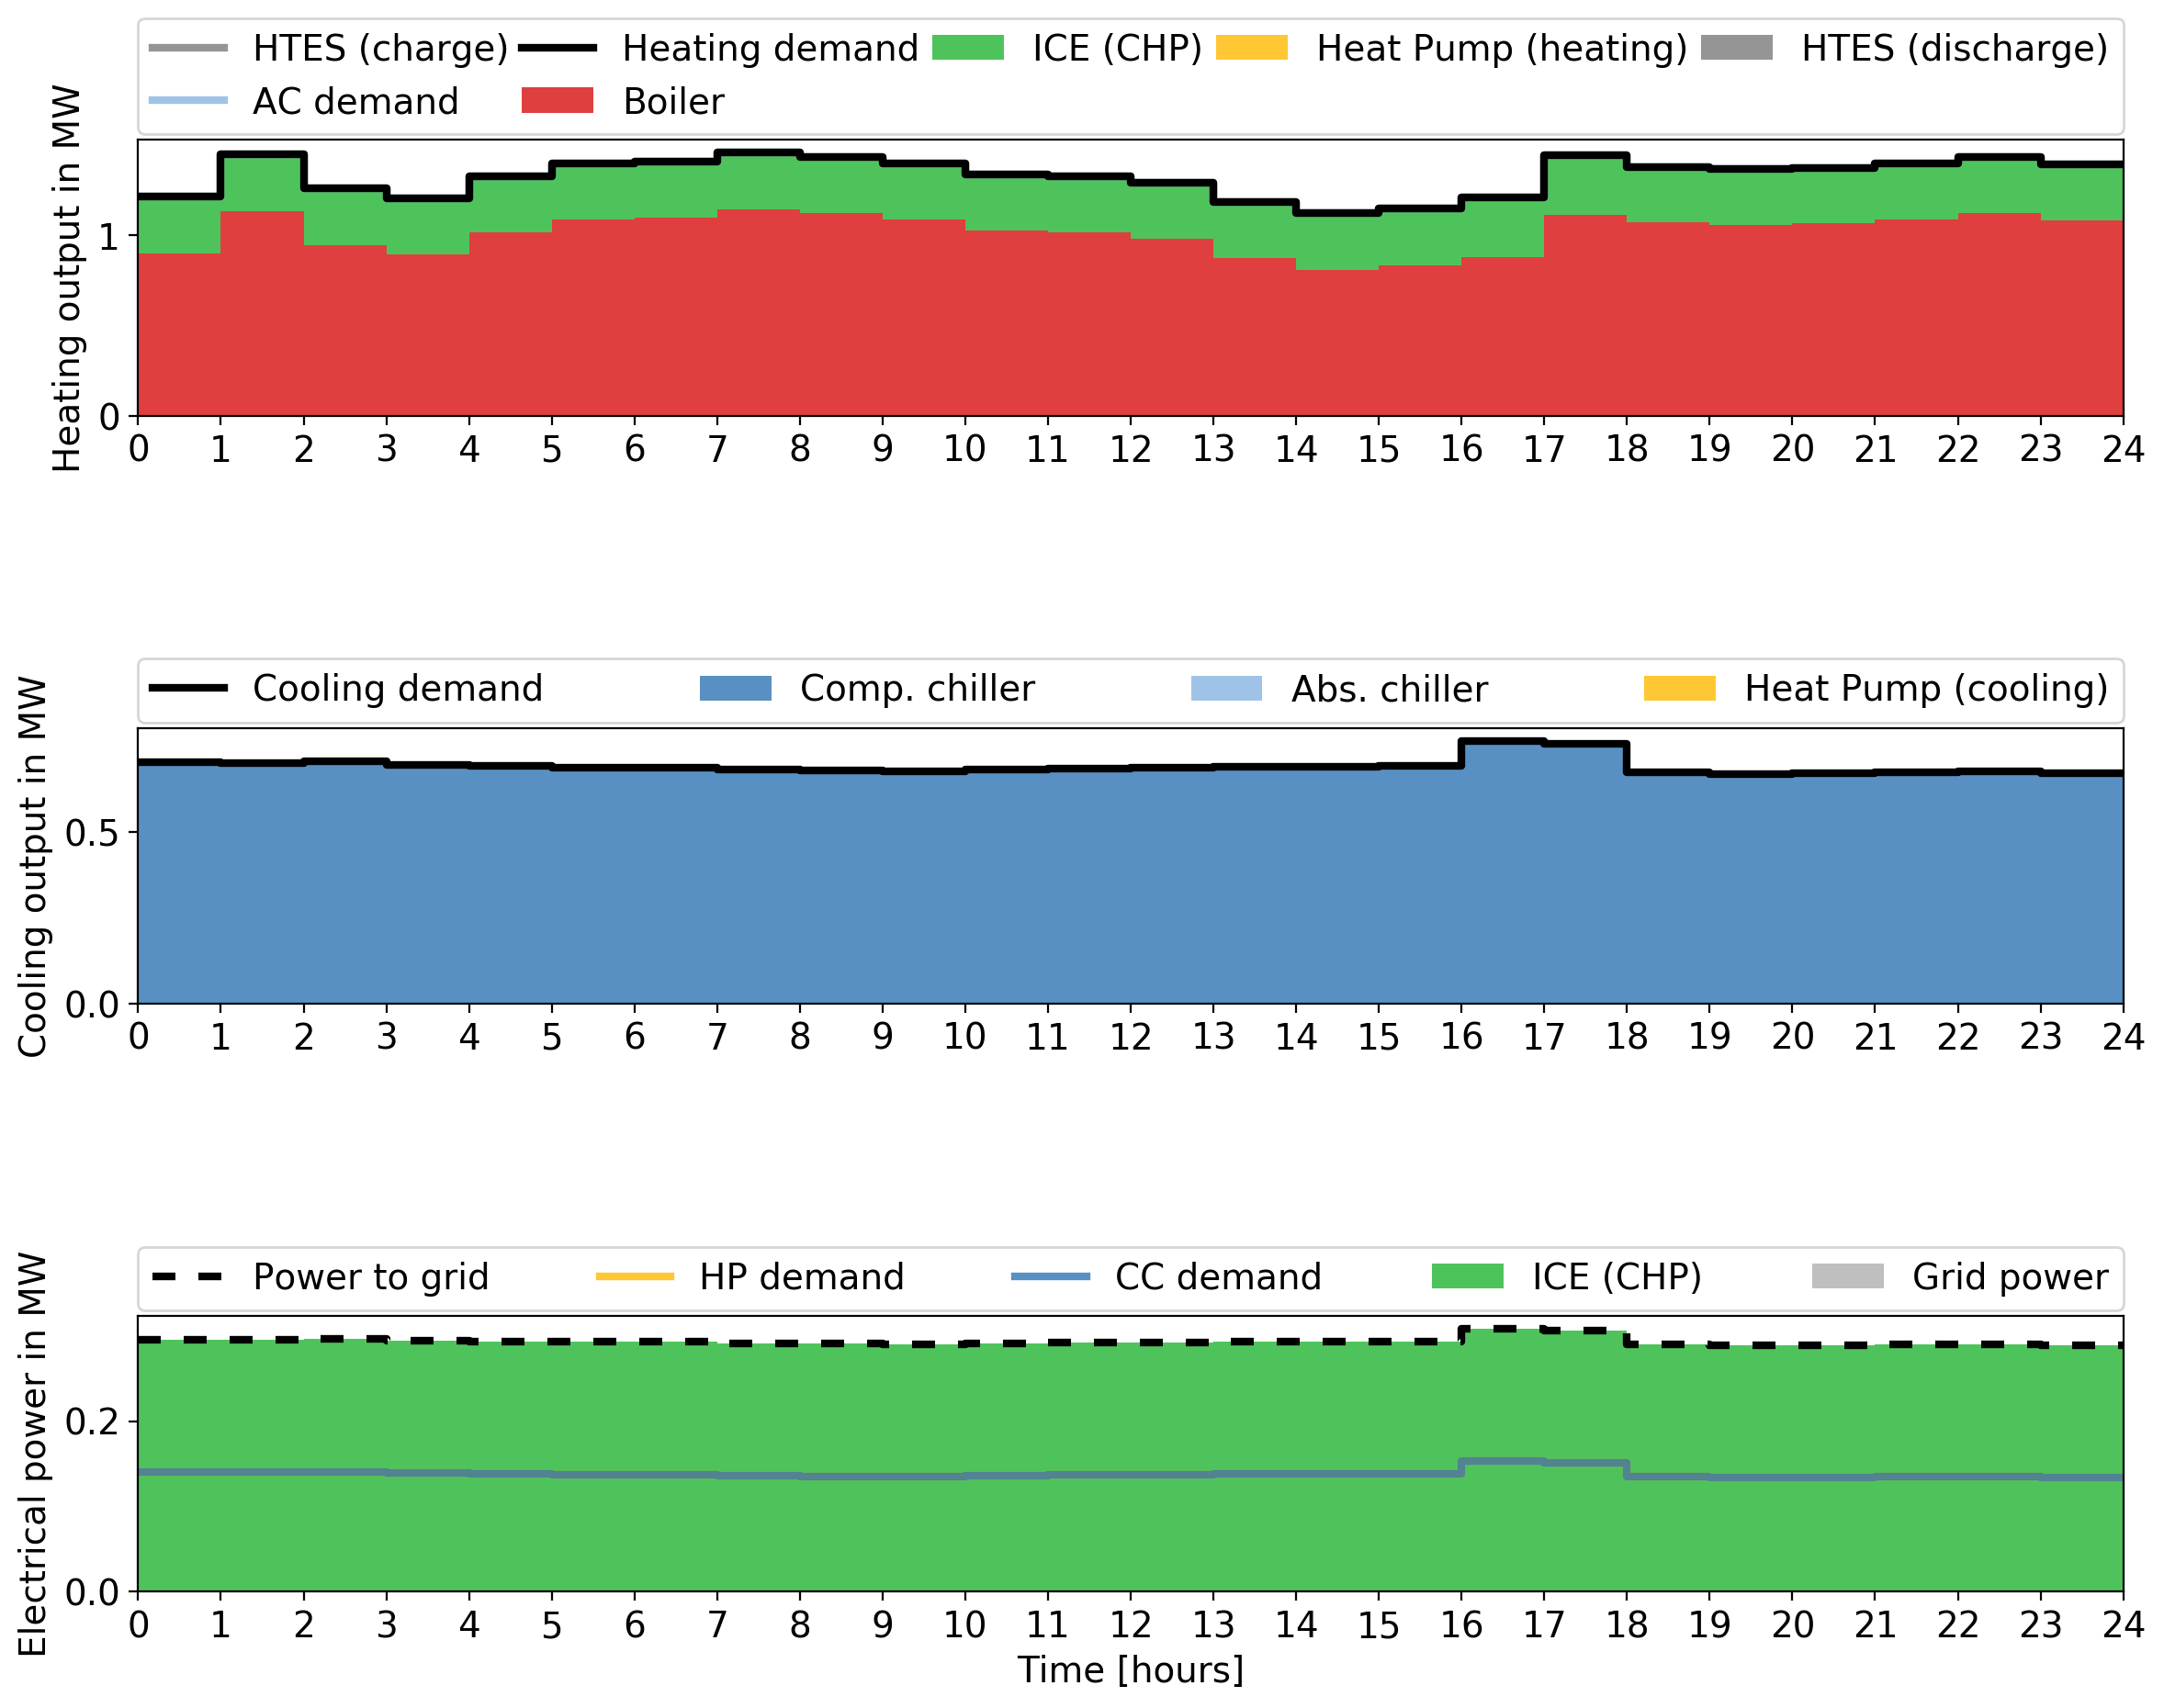 HTES (charge) Heating demand ICE (CHP) Heat Pump (heating) HTES (discharge)
AC demand Boiler
Heating output in MW
1
0
0 1 2 3 4 5 6 7 8 9 10 11 12 13 14 15 16 17 18 19 20 21 22 23 24
Cooling demand Comp. chiller Abs. chiller Heat Pump (cooling)
Cooling output in MW
0.5
0.0
0 1 2 3 4 5 6 7 8 9 10 11 12 13 14 15 16 17 18 19 20 21 22 23 24
Power to grid HP demand CC demand ICE (CHP) Grid power
Electrical power in MW
0.2
0.0
0 1 2 3 4 5 6 7 8 9 10 11 12 13 14 15 16 17 18 19 20 21 22 23 24
Time [hours]